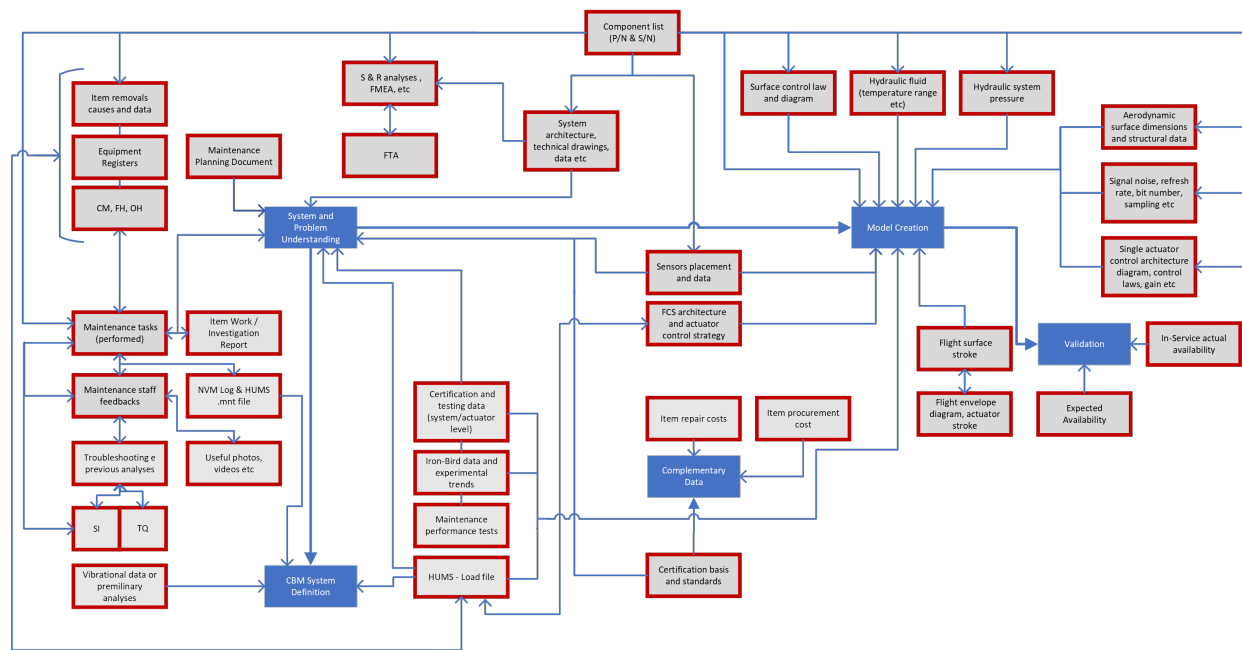 Component list
(P/N & S/N)
S & R analyses ,
FMEA, etc
Surface control law
and diagram
Hydraulic fluid
(temperature range
etc)
Hydraulic system
pressure
Item removals
causes and data
Aerodynamic
surface dimensions
and structural data
System
architecture,
technical drawings,
data etc
Equipment
Registers
Maintenance
Planning Document
FTA
Signal noise, refresh
rate, bit number,
sampling etc
CM, FH, OH
System and
Problem
Understanding
Model Creation
Single actuator
control architecture
diagram, control
laws, gain etc
Sensors placement
and data
Maintenance tasks
(performed)
Item Work /
Investigation
Report
FCS architecture
and actuator
control strategy
Flight surface
stroke
Validation
In-Service actual
availability
Maintenance staff
feedbacks
NVM Log & HUMS
.mnt file
Certification and
testing data
(system/actuator
level)
Item repair costs
Item procurement
cost
Flight envelope
diagram, actuator
stroke
Expected
Availability
Troubleshooting e
previous analyses
Useful photos,
videos etc
Iron-Bird data and
experimental
trends
Complementary
Data
SI
TQ
Maintenance
performance tests
Vibrational data or
premilinary
analyses
CBM System
Definition
HUMS - Load file
Certification basis
and standards